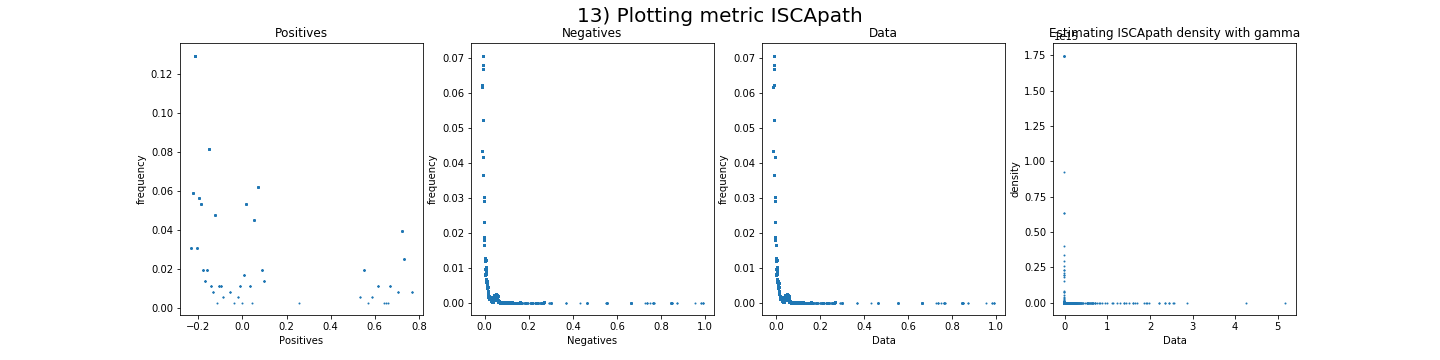 13) Plotting metric ISCApath
Positives
frequency
0.12
0.10
0.08
0.06
0.04
0.02
0.00
−0.2 0.0 0.2 0.4 0.6 0.8
Positives
Negatives
frequency
0.07
0.06
0.05
0.04
0.03
0.02
0.01
0.00
0.0 0.2 0.4 0.6 0.8 1.0
Negatives
Data
frequency
0.07
0.06
0.05
0.04
0.03
0.02
0.01
0.00
0.0 0.2 0.4 0.6 0.8 1.0
Data
Estimating ISCApath density with gamma
1e15
density
1.75
1.50
1.25
1.00
0.75
0.50
0.25
0.00
0 1 2 3 4 5
Data